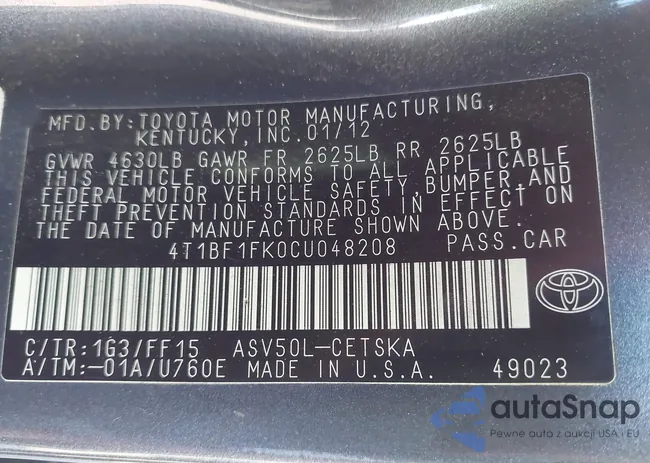 MFD.BY:TOYOTA MOTOR MANUFACTURING,
KENTUCKY,INC.01/12
GVWR 4630LB GAWR FR 2625LB RR 2625LB
THIS VEHICLE CONFORMS TO ALL APPLICABLE
FEDERAL MOTOR VEHICLE SAFETY,BUMPER,AND
THEFT PREVENTION STANDARDS IN EFFECT ON
THE DATE OF MANUFACTURE SHOWN ABOVE.
4T1BF1FK0CU048208 PASS.CAR
C/TR:1G3/FF15 ASV50L-CETSKA
A/TM:-01A/U760E MADE IN U.S.A. 49023
autaSnap
Pewne auta z aukcji USA i EU